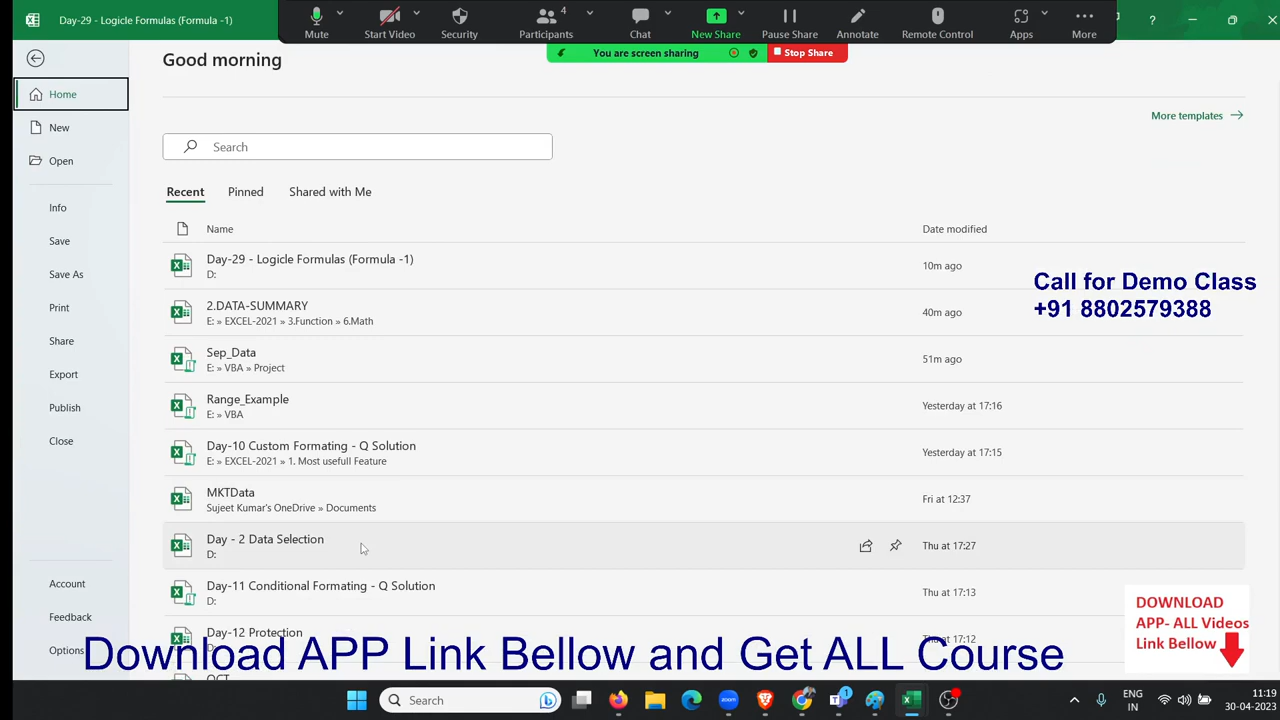 Day-29 - Logicle Formulas (Formula -1)
Mute
Start Video
Security
4
Participants
Chat
New Share
Pause Share
Annotate
Remote Control
Apps
More
You are screen sharing
Stop Share
Good morning
Home
New
Open
Info
Save
Save As
Print
Share
Export
Publish
Close
Account
Feedback
Options
More templates
Search
Recent
Pinned
Shared with Me
Name
Date modified
Day-29 - Logicle Formulas (Formula -1)
D:
10m ago
2.DATA-SUMMARY
E: » EXCEL-2021 » 3.Function » 6.Math
40m ago
Sep_Data
E: » VBA » Project
51m ago
Range_Example
E: » VBA
Yesterday at 17:16
Day-10 Custom Formating - Q Solution
E: » EXCEL-2021 » 1. Most usefull Feature
Yesterday at 17:15
MKTData
Sujeet Kumar's OneDrive » Documents
Fri at 12:37
Day - 2 Data Selection
D:
Thu at 17:27
Day-11 Conditional Formating - Q Solution
D:
Thu at 17:13
Day-12 Protection
Thu at 17:12
Call for Demo Class
+91 8802579388
DOWNLOAD
APP- ALL Videos
Link Bellow
Download APP Link Bellow and Get ALL Course
Search
zoom
1
ENG
IN
11:19
30-04-2023